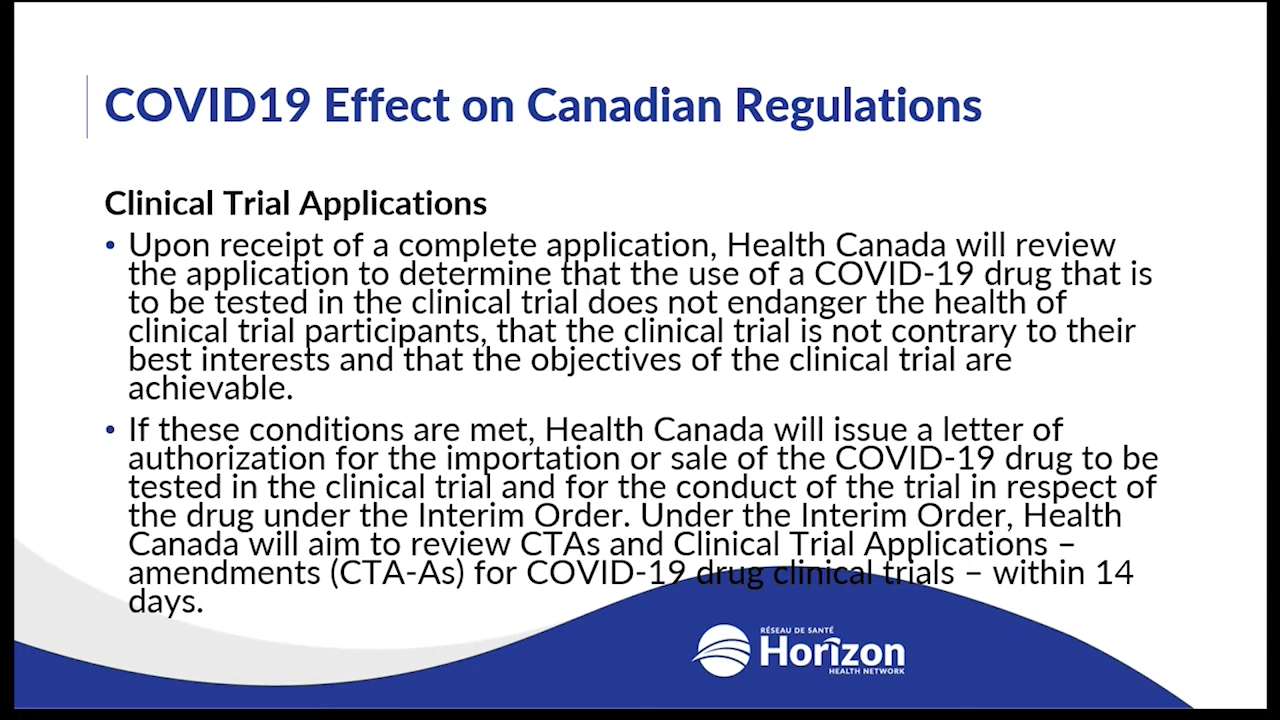 COVID19 Effect on Canadian Regulations
Clinical Trial Applications
• Upon receipt of a complete application, Health Canada will review
the application to determine that the use of a COVID-19 drug that is
to be tested in the clinical trial does not endanger the health of
clinical trial participants, that the clinical trial is not contrary to their
best interests and that the objectives of the clinical trial are
achievable.
• If these conditions are met, Health Canada will issue a letter of
authorization for the importation or sale of the COVID-19 drug to be
tested in the clinical trial and for the conduct of the trial in respect of
the drug under the Interim Order. Under the Interim Order, Health
Canada will aim to review CTAs and Clinical Trial Applications –
amendments (CTA-As) for COVID-19 drug clinical trials – within 14
days.
RÉSEAU DE SANTÉ
Horizon
HEALTH NETWORK